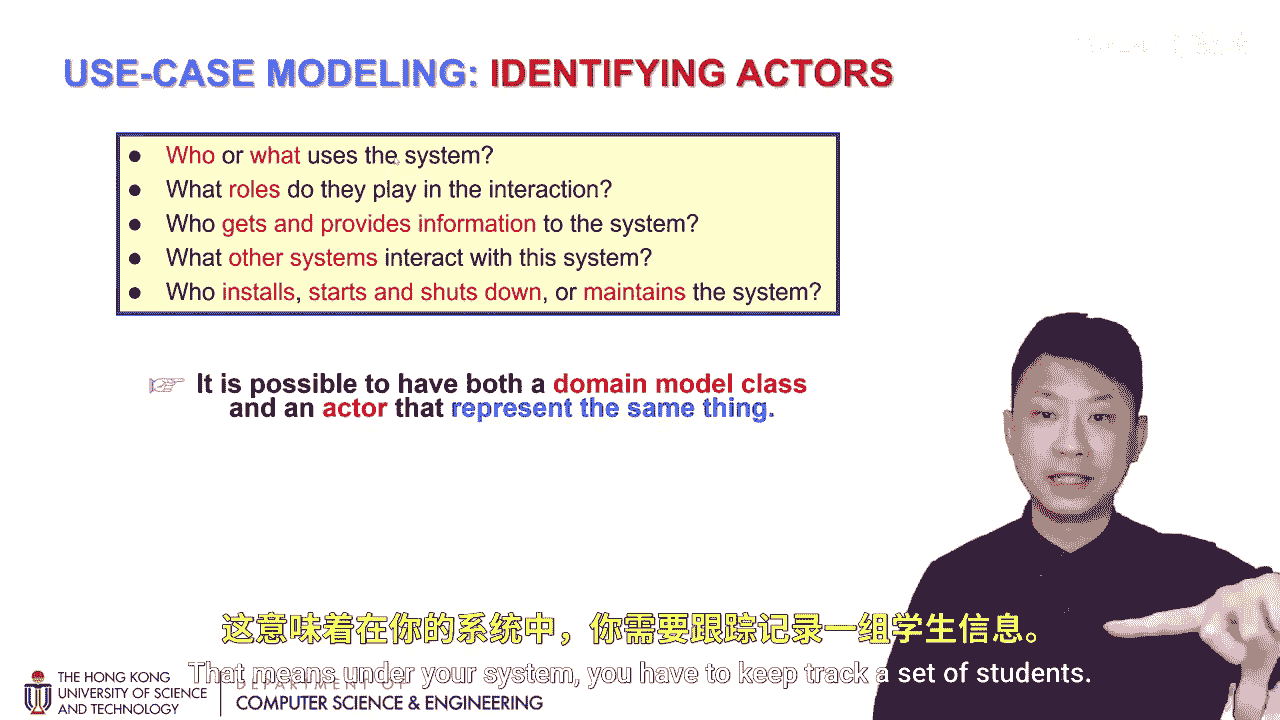 USE-CASE MODELING: IDENTIFYING ACTORS
● Who or what uses the system?
● What roles do they play in the interaction?
● Who gets and provides information to the system?
● What other systems interact with this system?
● Who installs, starts and shuts down, or maintains the system?
☞ It is possible to have both a domain model class
and an actor that represent the same thing.
这意味着在你的系统中，你需要跟踪记录一组学生信息。
That means under your system, you have to keep track a set of students.
THE HONG KONG
UNIVERSITY OF SCIENCE
AND TECHNOLOGY
DEPARTMENT OF
COMPUTER SCIENCE & ENGINEERING